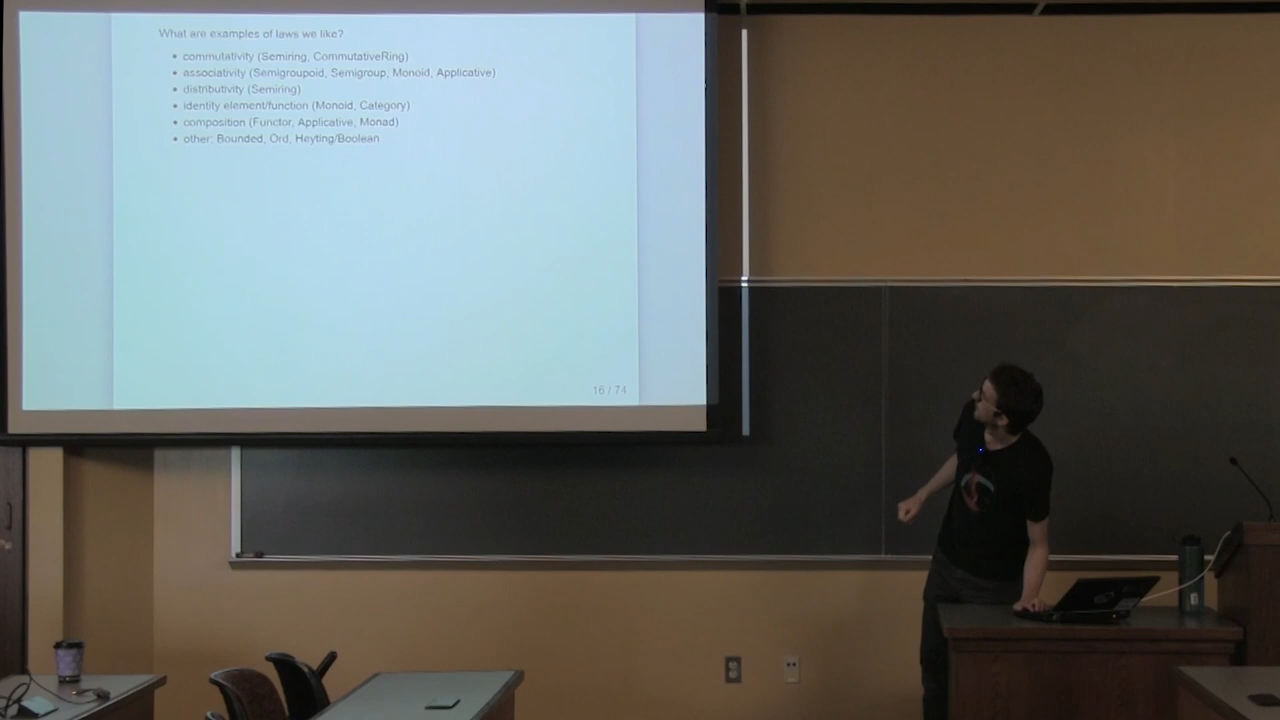 What are examples of laws we like?
• commutativity (Semiring, CommutativeRing)
• associativity (Semigroupoid, Semigroup, Monoid, Applicative)
• distributivity (Semiring)
• identity element/function (Monoid, Category)
• composition (Functor, Applicative, Monad)
• other: Bounded, Ord, Heyting/Boolean
16 / 74